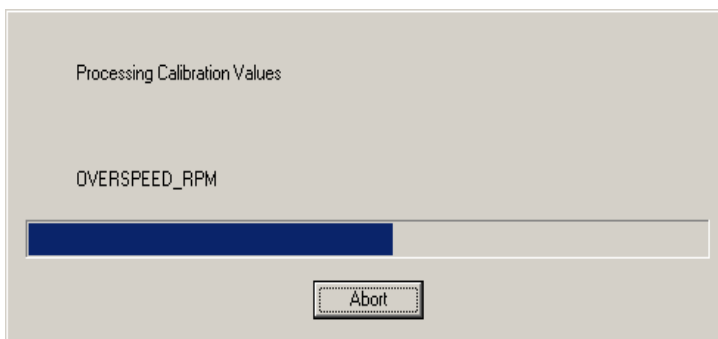 Processing Calibration Values
OVERSPEED_RPM
Abort